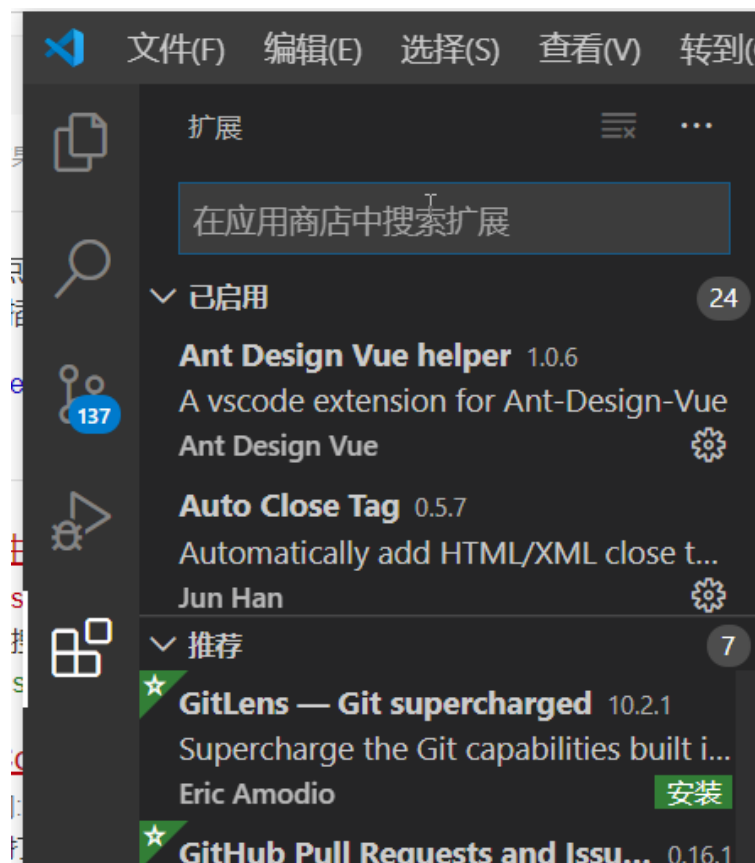 文件(F) 编辑(E) 选择(S) 查看(V) 转到(
扩展
在应用商店中搜索扩展
已启用 24
Ant Design Vue helper 1.0.6
A vscode extension for Ant-Design-Vue
Ant Design Vue
137
Auto Close Tag 0.5.7
Automatically add HTML/XML close t...
Jun Han
推荐 7
GitLens — Git supercharged 10.2.1
Supercharge the Git capabilities built i...
Eric Amodio 安装
GitHub Pull Requests and Issu... 0.16.1